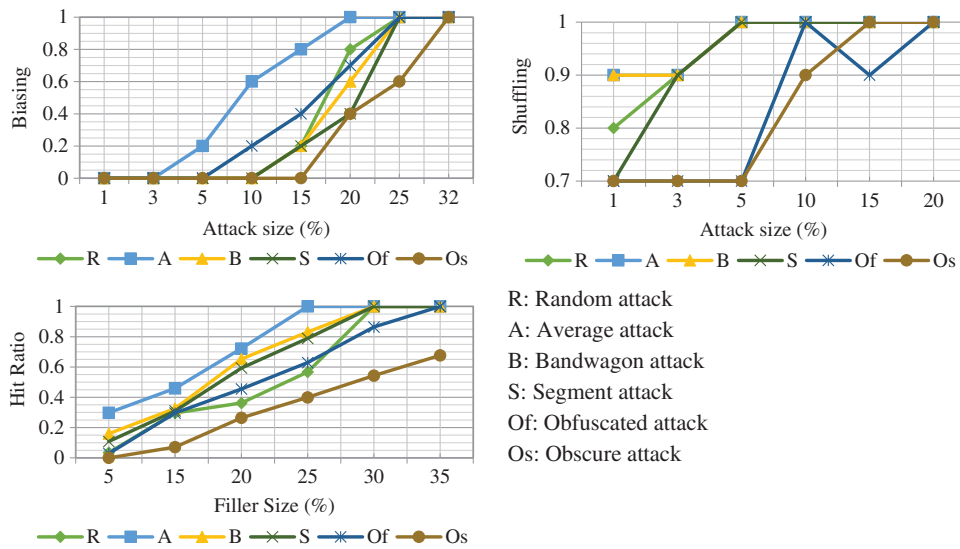 Biasing
1
0.8
0.6
0.4
0.2
0
1 3 5 10 15 20 25 32
Attack size (%)
R A B S Of Os
Shuffling
1
0.9
0.8
0.7
1 3 5 10 15 20
Attack size (%)
R A B S Of Os
Hit Ratio
1
0.8
0.6
0.4
0.2
0
5 15 20 25 30 35
Filler Size (%)
R A B S Of Os
R: Random attack
A: Average attack
B: Bandwagon attack
S: Segment attack
Of: Obfuscated attack
Os: Obscure attack